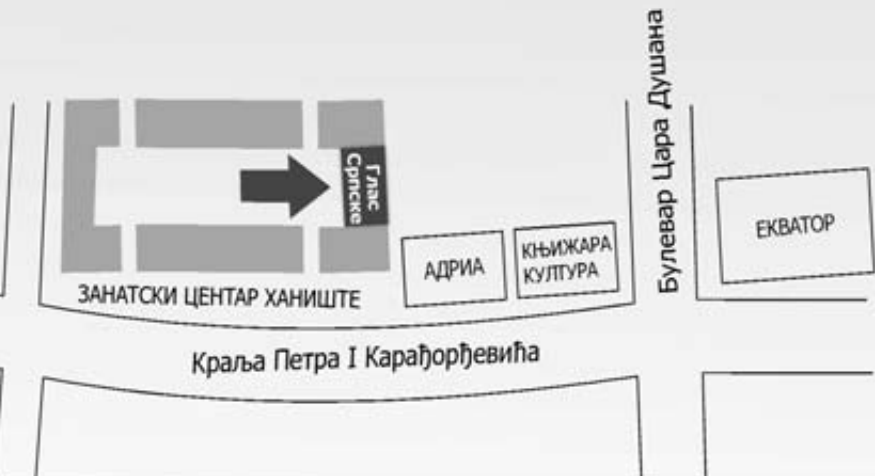 Глас
Српске
Булевар Цара Душана
ЕКВАТОР
АДРИА
КЊИЖАРА
КУЛТУРА
ЗАНАТСКИ ЦЕНТАР ХАНИШТЕ
Краља Петра I Карађорђевића